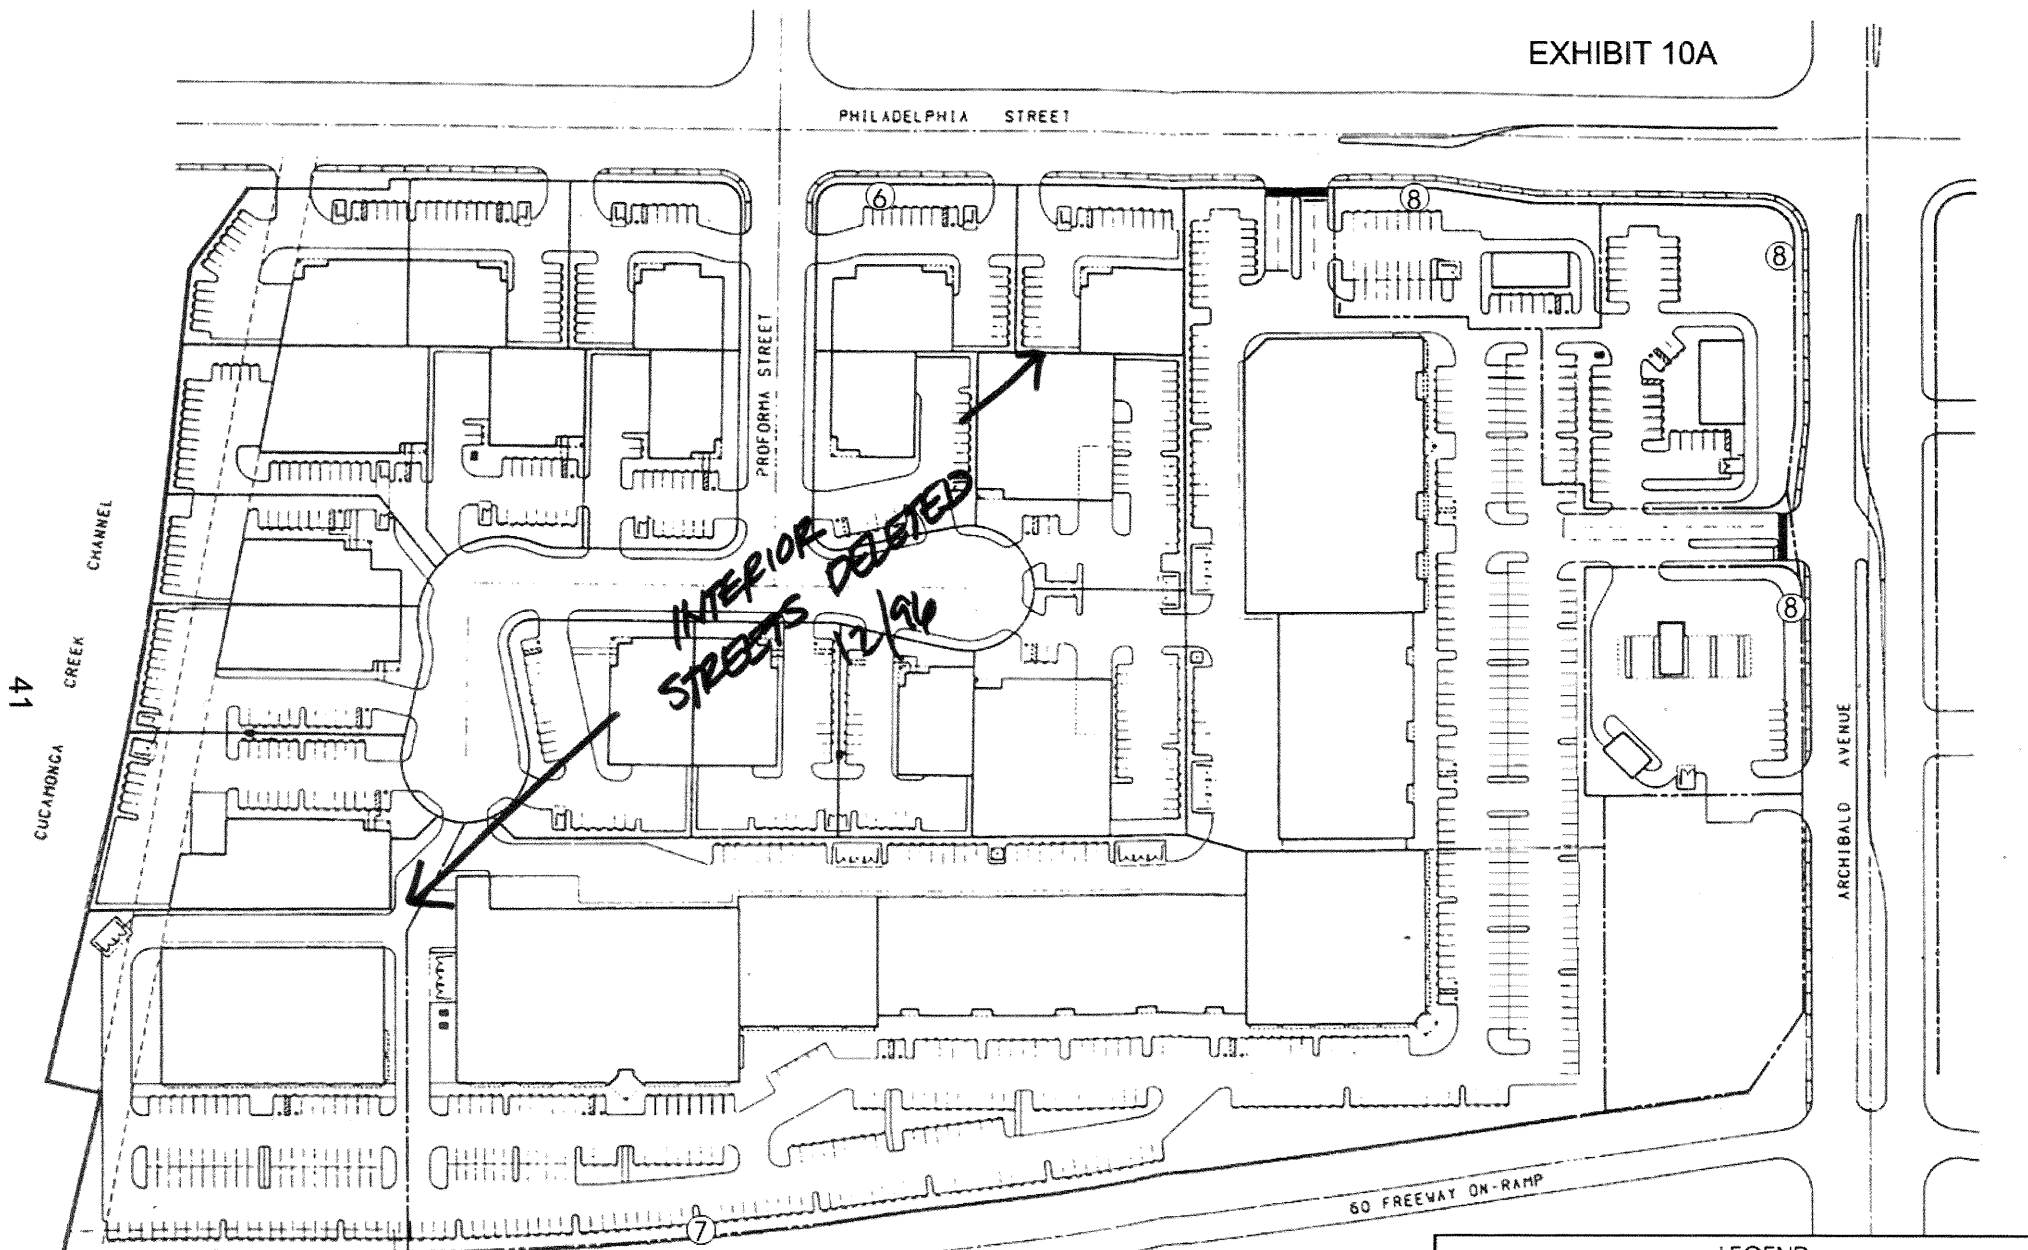 EXHIBIT 10A
PHILADELPHIA STREET
6
8
8
PROFORMA STREET
INTERIOR
STREETS DELETED
12/96
CHANNEL
CREEK
CUCAMONGA
41
8
ARCHIBALD AVENUE
60 FREEWAY ON-RAMP
7
LEGEND